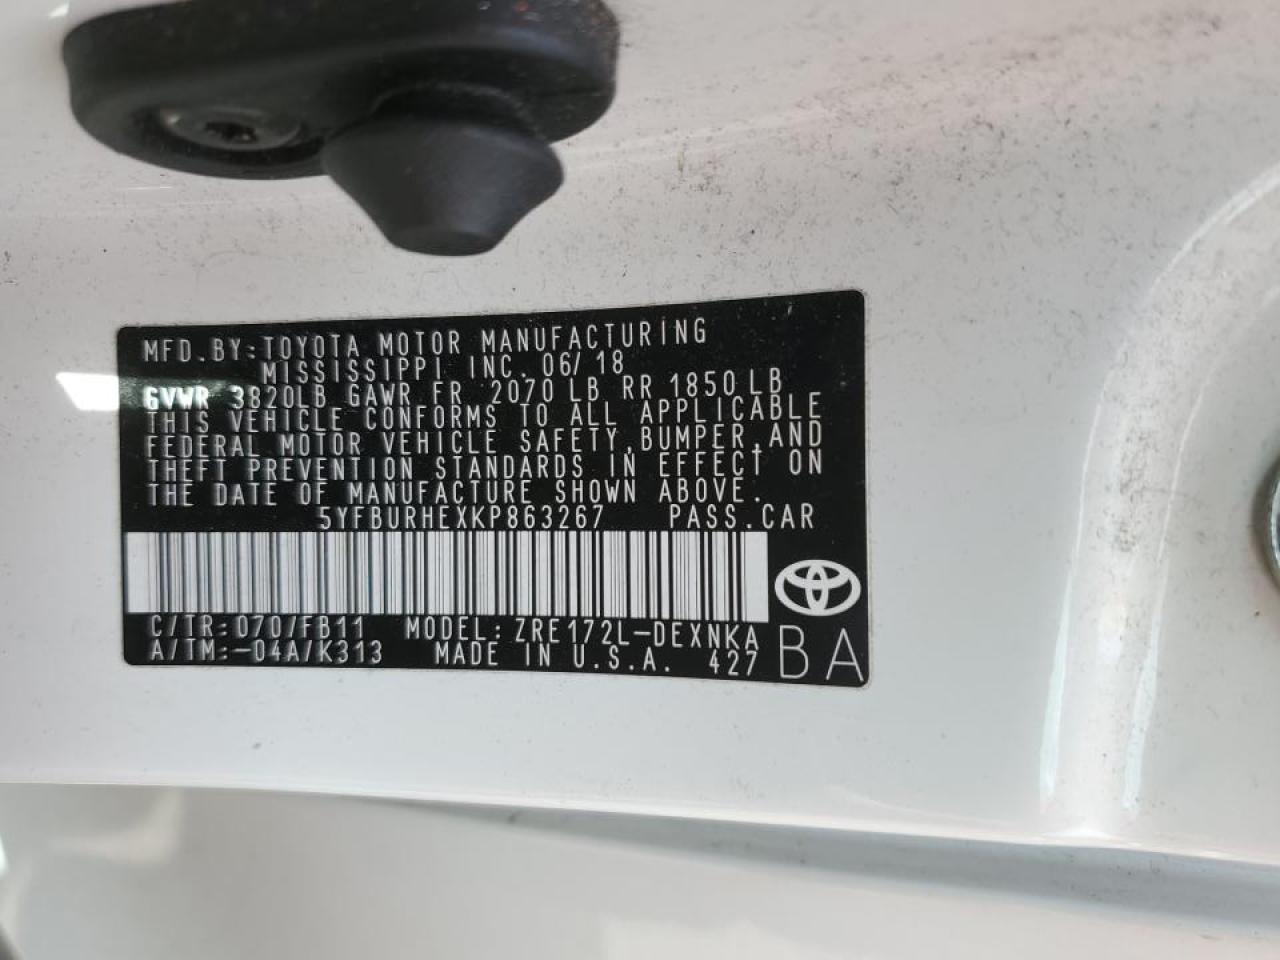 MFD.BY:TOYOTA MOTOR MANUFACTURING
MISSISSIPPI INC. 06/18
GVWR 3820LB GAWR FR 2070 LB RR 1850 LB
THIS VEHICLE CONFORMS TO ALL APPLICABLE
FEDERAL MOTOR VEHICLE SAFETY,BUMPER,AND
THEFT PREVENTION STANDARDS IN EFFECT ON
THE DATE OF MANUFACTURE SHOWN ABOVE.
5YFBURHEXKP863267 PASS.CAR
C/TR:070/FB11 MODEL:ZRE172L-DEXNKA
A/TM:-04A/K313 MADE IN U.S.A. 427 BA